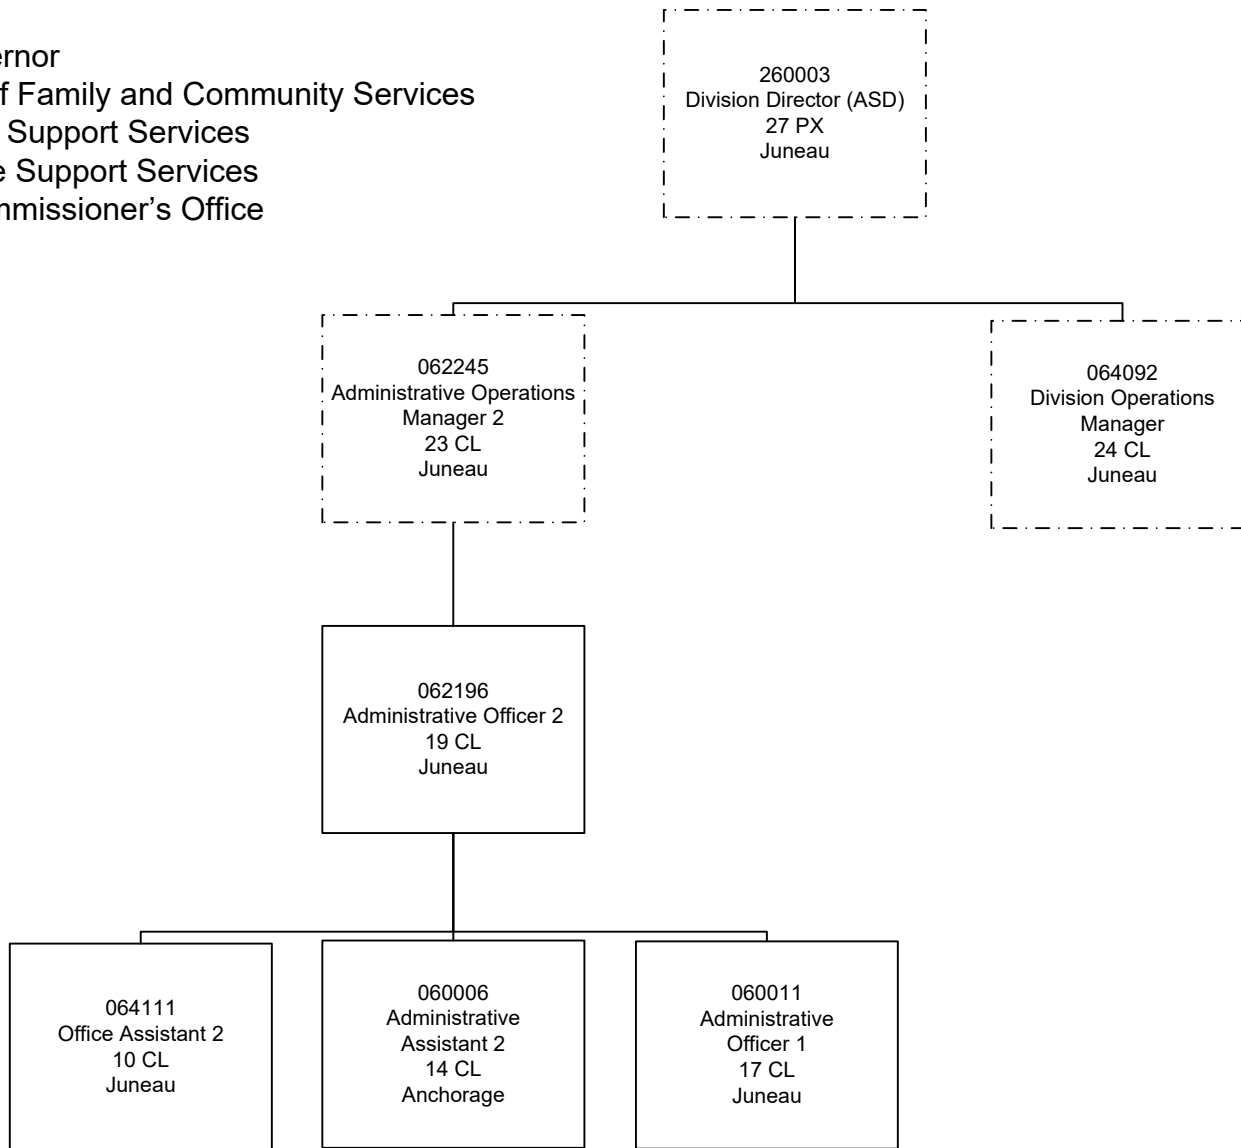 ernor
f Family and Community Services
Support Services
e Support Services
mmissioner's Office
260003
Division Director (ASD)
27 PX
Juneau
062245
Administrative Operations
Manager 2
23 CL
Juneau
064092
Division Operations
Manager
24 CL
Juneau
062196
Administrative Officer 2
19 CL
Juneau
064111
Office Assistant 2
10 CL
Juneau
060006
Administrative
Assistant 2
14 CL
Anchorage
060011
Administrative
Officer 1
17 CL
Juneau